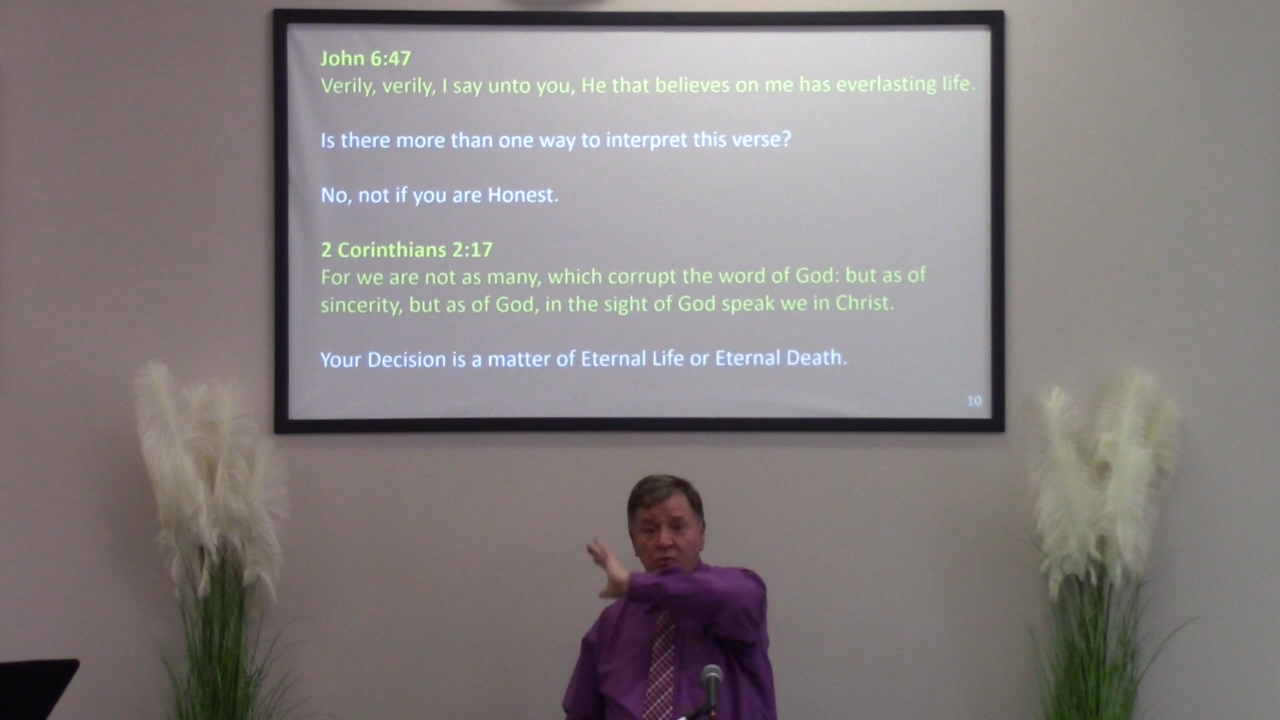 John 6:47
Verily, verily, I say unto you, He that believes on me has everlasting life.
Is there more than one way to interpret this verse?
No, not if you are Honest.
2 Corinthians 2:17
For we are not as many, which corrupt the word of God: but as of
sincerity, but as of God, in the sight of God speak we in Christ.
Your Decision is a matter of Eternal Life or Eternal Death.
10